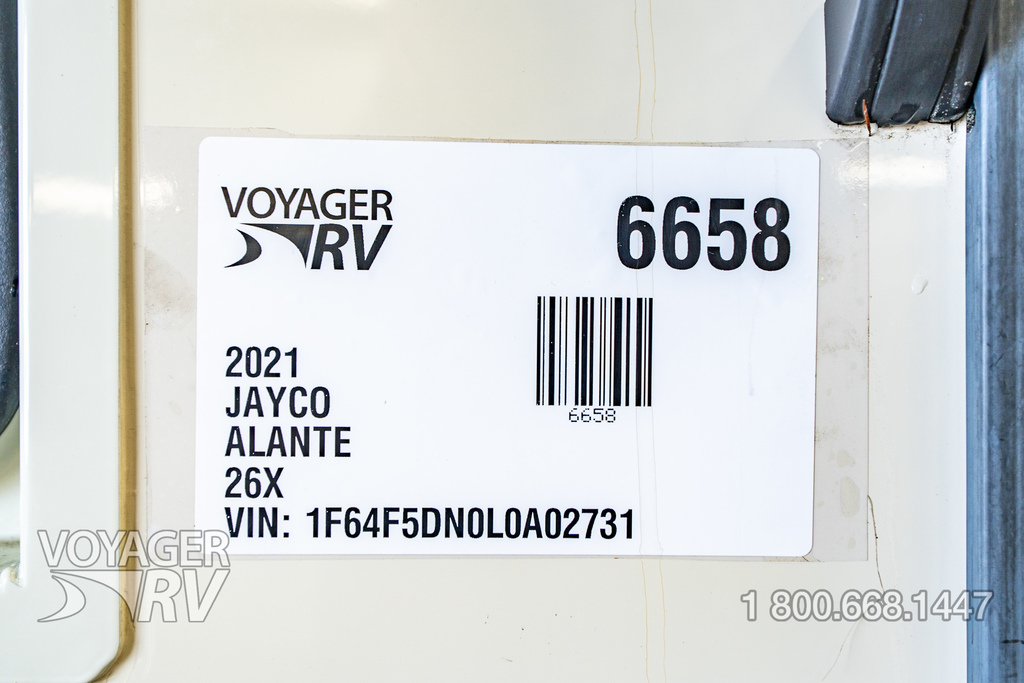 VOYAGER
RV
6658
6658
2021
JAYCO
ALANTE
26X
VIN: 1F64F5DN0L0A02731
VOYAGER
RV
1 800.668.1447